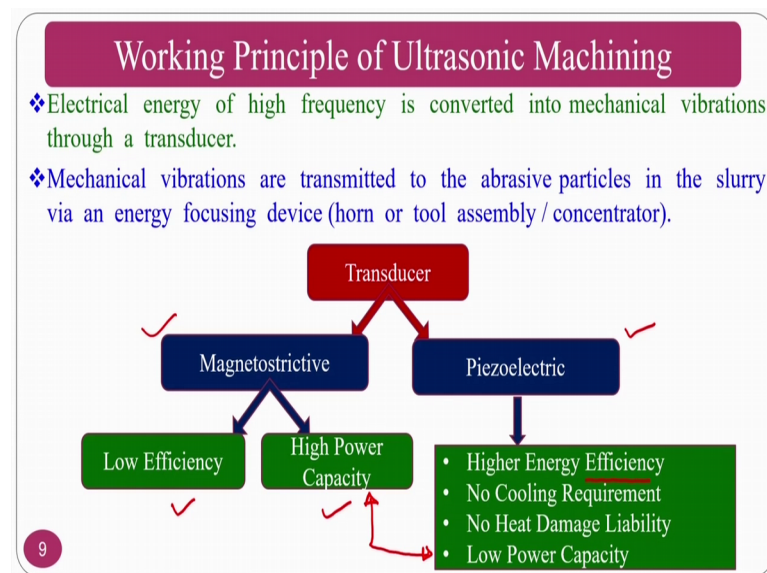 Working Principle of Ultrasonic Machining
❖Electrical energy of high frequency is converted into mechanical vibrations
through a transducer.
❖Mechanical vibrations are transmitted to the abrasive particles in the slurry
via an energy focusing device (horn or tool assembly / concentrator).
Transducer
Magnetostrictive
Piezoelectric
Low Efficiency
High Power
Capacity
• Higher Energy Efficiency
• No Cooling Requirement
• No Heat Damage Liability
• Low Power Capacity
9